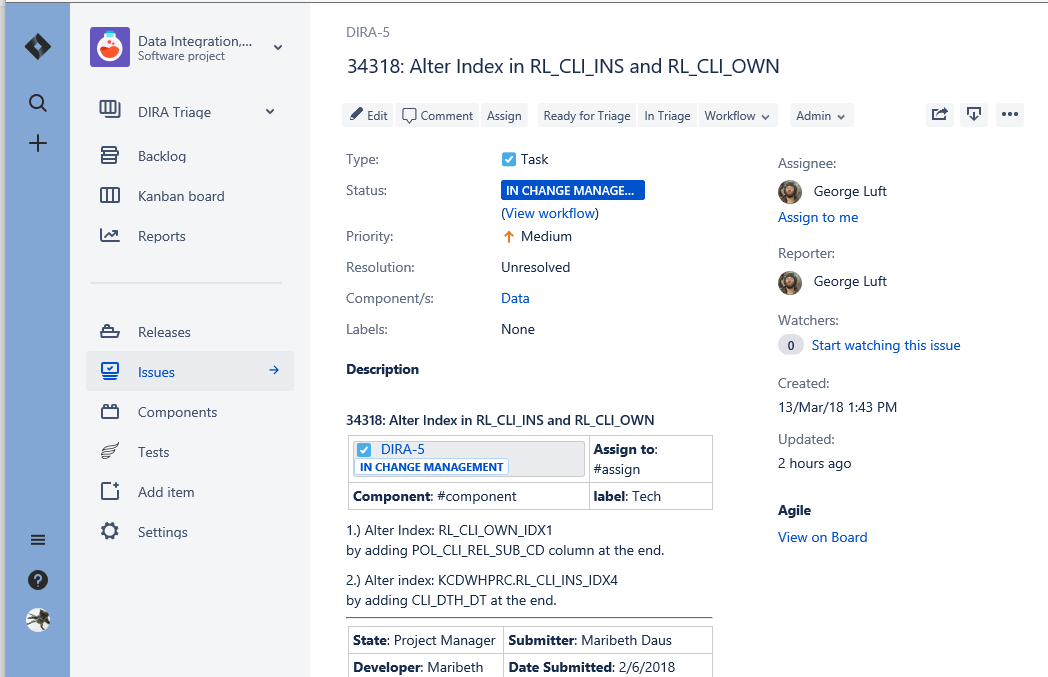 Data Integration,...
Software project
DIRA Triage
Backlog
Kanban board
Reports
Releases
Issues
Components
Tests
Add item
Settings
DIRA-5
34318: Alter Index in RL_CLI_INS and RL_CLI_OWN
Edit Comment Assign Ready for Triage In Triage Workflow Admin
Type: Task
Status: IN CHANGE MANAGE...
(View workflow)
Priority: Medium
Resolution: Unresolved
Component/s: Data
Labels: None
Description
34318: Alter Index in RL_CLI_INS and RL_CLI_OWN
DIRA-5
IN CHANGE MANAGEMENT
Assign to:
#assign
Component: #component label: Tech
1.) Alter Index: RL_CLI_OWN_IDX1
by adding POL_CLI_REL_SUB_CD column at the end.
2.) Alter index: KCDWHPRC.RL_CLI_INS_IDX4
by adding CLI_DTH_DT at the end.
State: Project Manager Submitter: Maribeth Daus
Developer: Maribeth Date Submitted: 2/6/2018
Assignee:
George Luft
Assign to me
Reporter:
George Luft
Watchers:
0 Start watching this issue
Created:
13/Mar/18 1:43 PM
Updated:
2 hours ago
Agile
View on Board